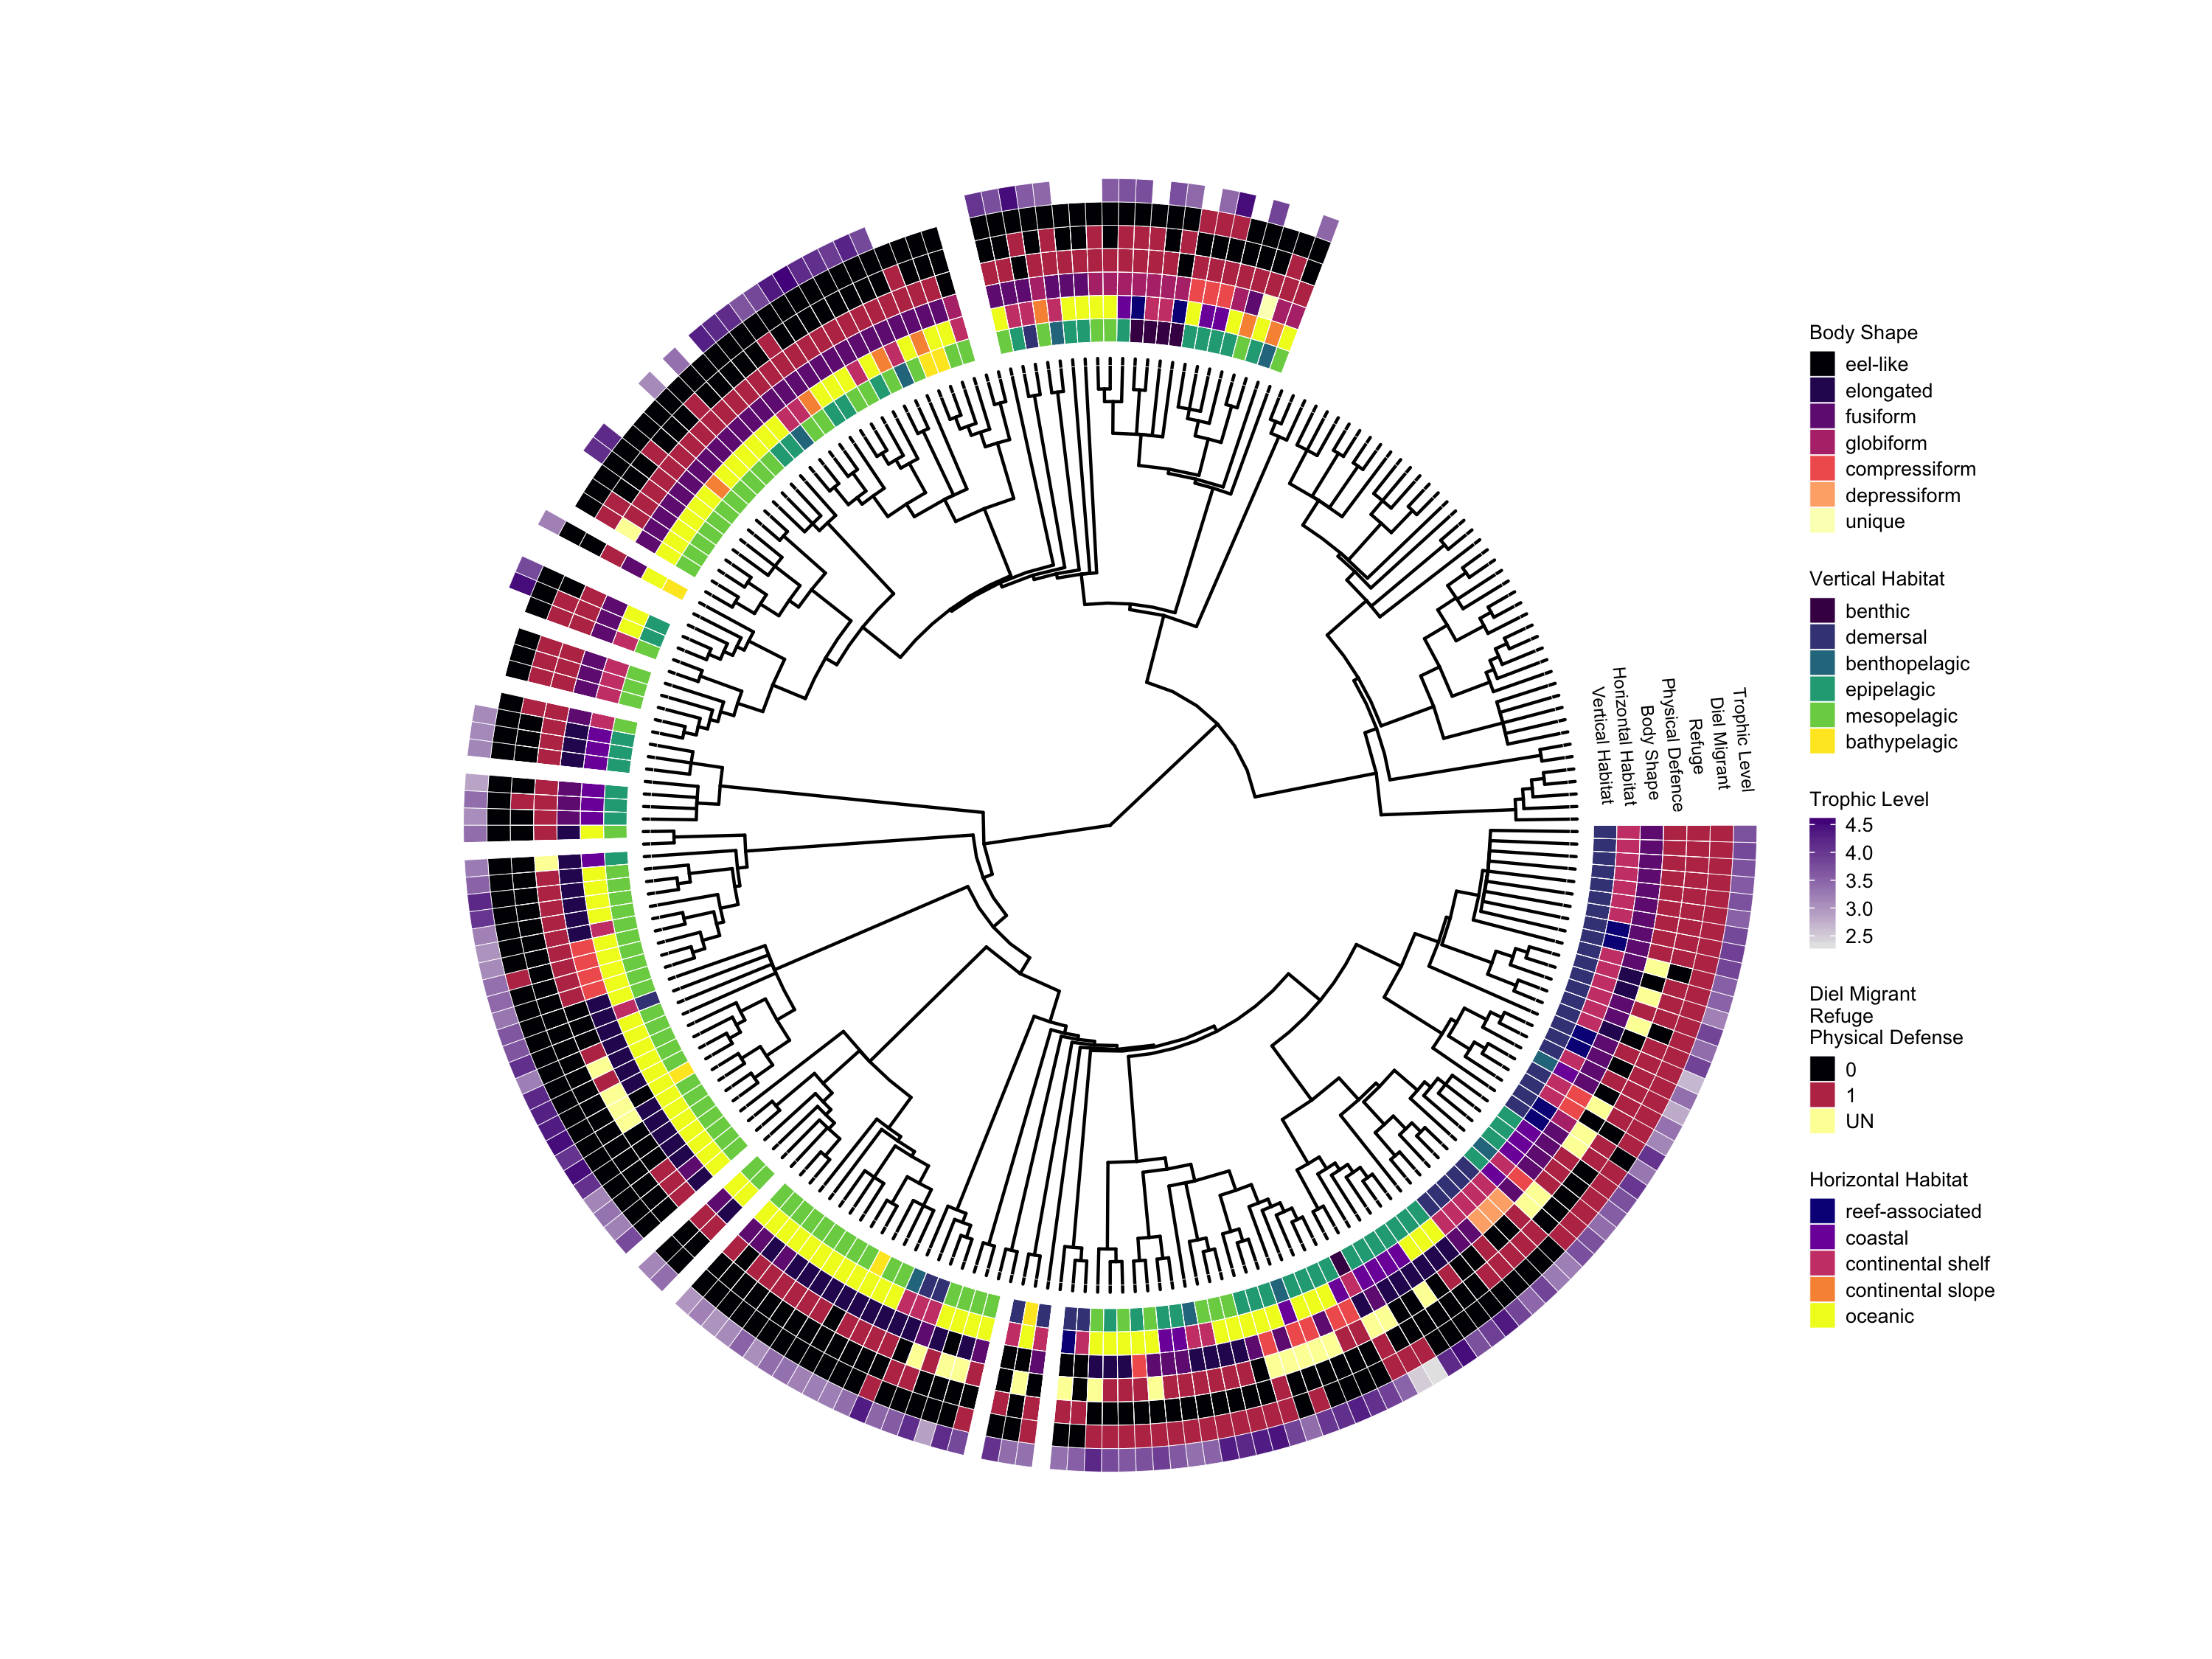 Vertical Habitat
Horizontal Habitat
Body Shape
Physical Defence
Refuge
Diel Migrant
Trophic Level
Body Shape
eel-like
elongated
fusiform
globiform
compressiform
depressiform
unique
Vertical Habitat
benthic
demersal
benthopelagic
epipelagic
mesopelagic
bathypelagic
Trophic Level
4.5
4.0
3.5
3.0
2.5
Diel Migrant
Refuge
Physical Defense
0
1
UN
Horizontal Habitat
reef-associated
coastal
continental shelf
continental slope
oceanic